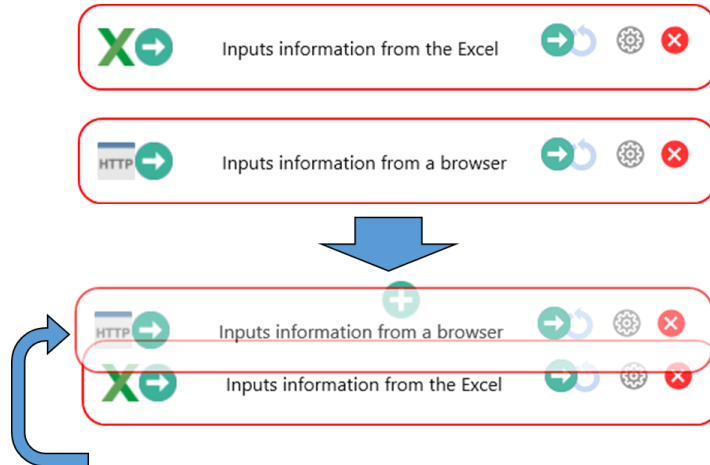 Inputs information from the Excel
HTTP
Inputs information from a browser
HTTP
Inputs information from a browser
Inputs information from the Excel